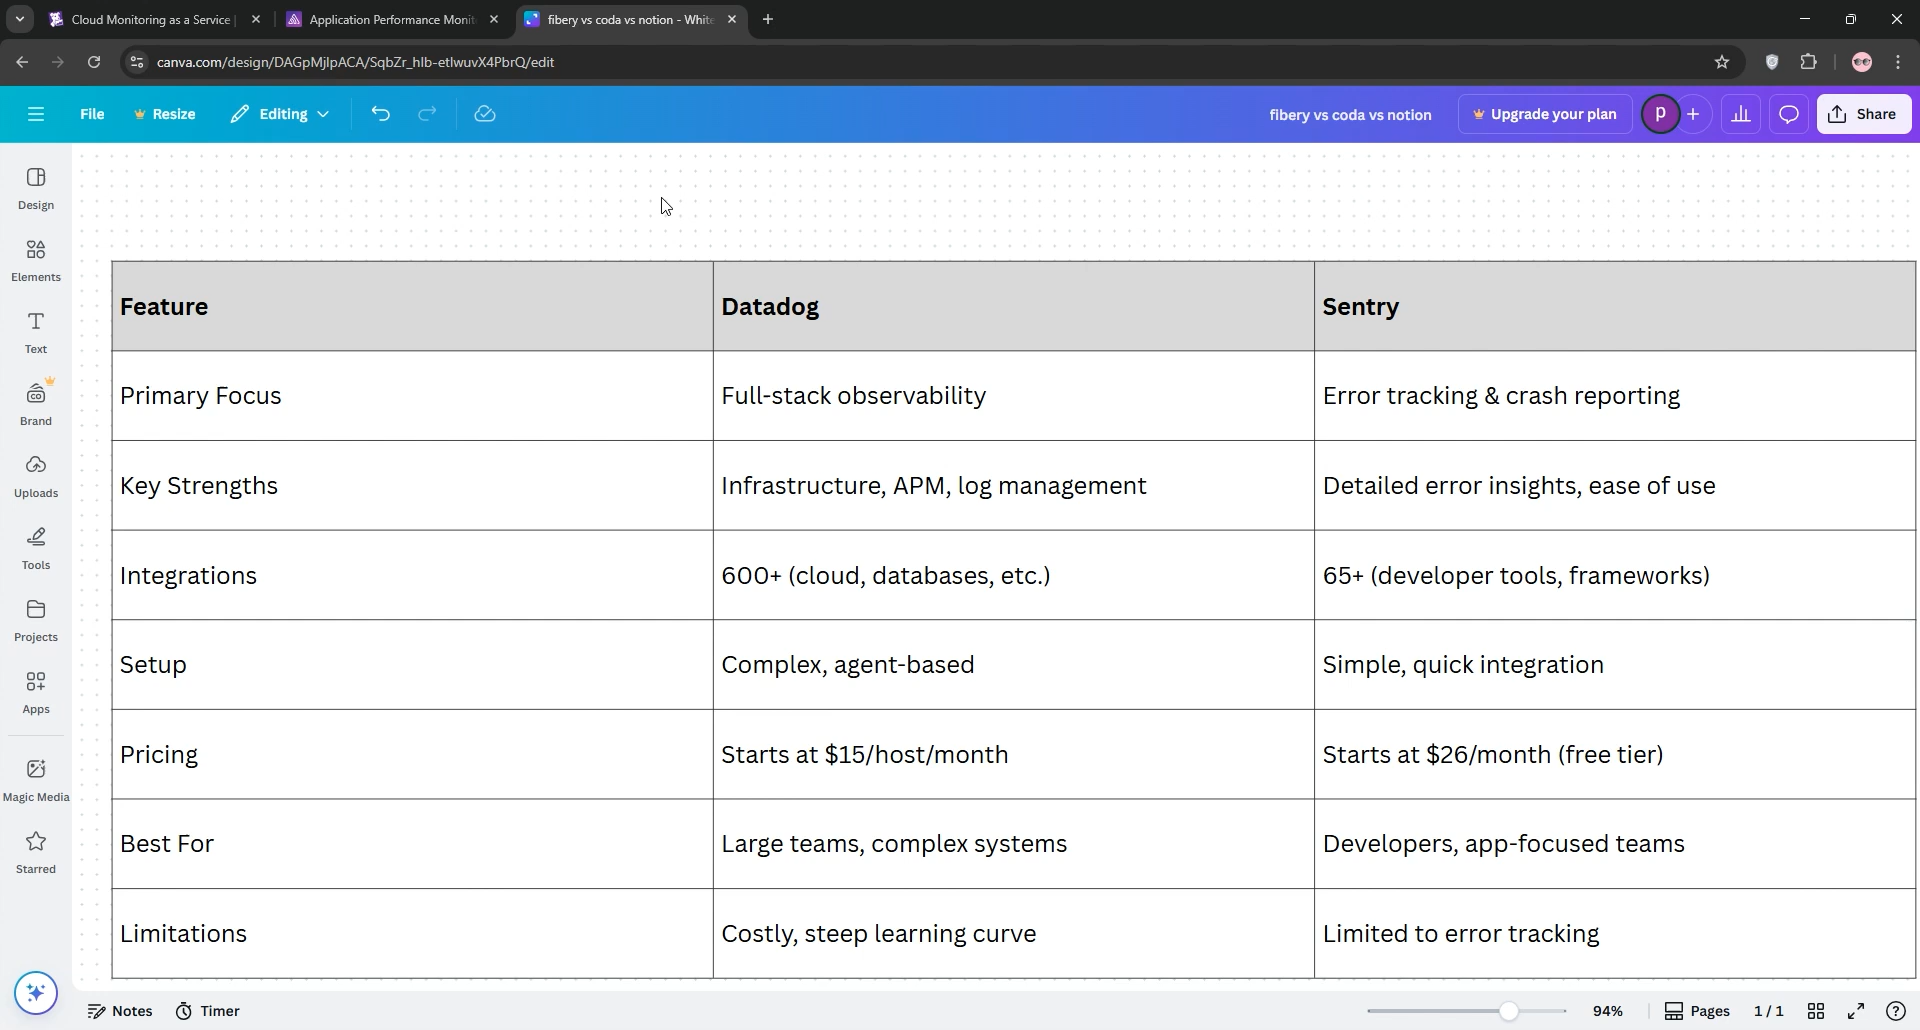 Cloud Monitoring as a Service |
Application Performance Monit
fibery vs coda vs notion - White
canva.com/design/DAGpMjlpACA/SqbZr_hIb-etlwuvX4PbrQ/edit
File
Resize
Editing
fibery vs coda vs notion
Upgrade your plan
P
Share
Design
Elements
Text
Brand
Uploads
Tools
Projects
Apps
Magic Media
Starred
Feature Datadog Sentry
Primary Focus Full-stack observability Error tracking & crash reporting
Key Strengths Infrastructure, APM, log management Detailed error insights, ease of use
Integrations 600+ (cloud, databases, etc.) 65+ (developer tools, frameworks)
Setup Complex, agent-based Simple, quick integration
Pricing Starts at $15/host/month Starts at $26/month (free tier)
Best For Large teams, complex systems Developers, app-focused teams
Limitations Costly, steep learning curve Limited to error tracking
Notes Timer 94% Pages 1 / 1